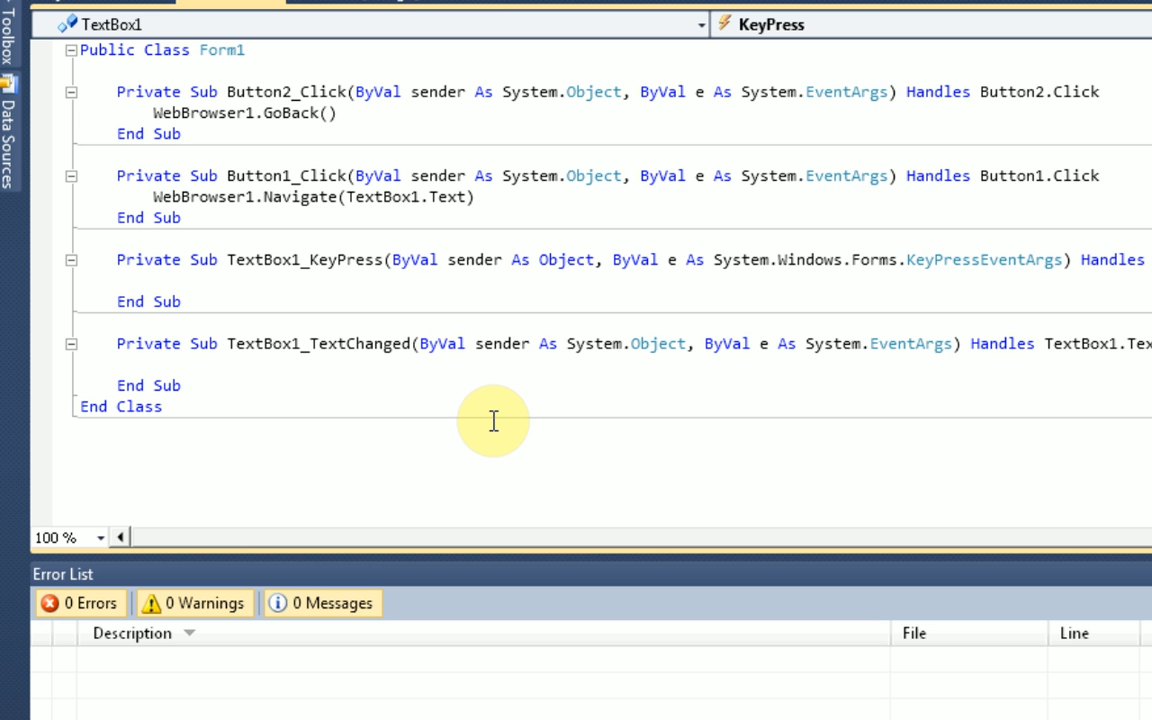 Toolbox
Data Sources
TextBox1
KeyPress
Public Class Form1
Private Sub Button2_Click(ByVal sender As System.Object, ByVal e As System.EventArgs) Handles Button2.Click
WebBrowser1.GoBack()
End Sub
Private Sub Button1_Click(ByVal sender As System.Object, ByVal e As System.EventArgs) Handles Button1.Click
WebBrowser1.Navigate(TextBox1.Text)
End Sub
Private Sub TextBox1_KeyPress(ByVal sender As Object, ByVal e As System.Windows.Forms.KeyPressEventArgs) Handles
End Sub
Private Sub TextBox1_TextChanged(ByVal sender As System.Object, ByVal e As System.EventArgs) Handles TextBox1.Tex
End Sub
End Class
100 %
Error List
0 Errors
0 Warnings
0 Messages
Description
File
Line